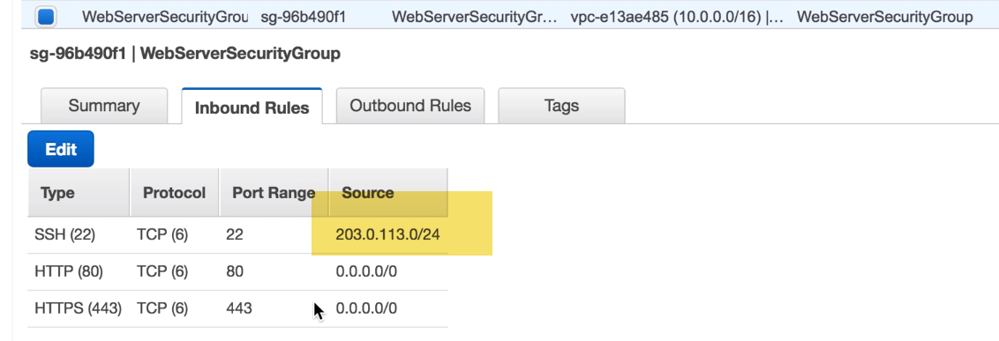 WebServerSecurityGrou sg-96b490f1 WebServerSecurityGr... vpc-e13ae485 (10.0.0.0/16) |... WebServerSecurityGroup
sg-96b490f1 | WebServerSecurityGroup
Summary Inbound Rules Outbound Rules Tags
Edit
Type Protocol Port Range Source
SSH (22) TCP (6) 22 203.0.113.0/24
HTTP (80) TCP (6) 80 0.0.0.0/0
HTTPS (443) TCP (6) 443 0.0.0.0/0